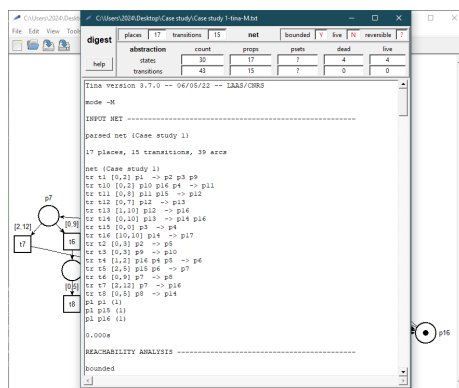 C:\Users\2024\Desktop\Ca
C:\Users\2024\Desktop\Case study\Case study 1-tina-M.txt
File Edit View Tools
digest
places 17 transitions 15 net bounded Y live N reversible ?
abstraction count props psets dead live
help
states 30 17 ? 4 4
transitions 43 15 ? 0 0
Tina version 3.7.0 -- 06/05/22 -- LAAS/CNRS
mode -M
INPUT NET -------------------------------------------------------
parsed net (Case study 1)
17 places, 15 transitions, 39 arcs
net (Case study 1)
tr t1 [0,2] p1 -> p2 p3 p9
tr t10 [0,2] p10 p16 p4 -> p11
tr t11 [0,8] p11 p15 -> p12
tr t12 [0,7] p12 -> p13
tr t13 [1,10] p12 -> p16
tr t14 [0,10] p13 -> p14 p16
tr t15 [0,0] p3 -> p4
tr t16 [10,10] p14 -> p17
tr t2 [0,3] p2 -> p5
tr t3 [0,3] p9 -> p10
tr t4 [1,2] p16 p4 p5 -> p6
tr t5 [2,5] p15 p6 -> p7
tr t6 [0,9] p7 -> p8
tr t7 [2,12] p7 -> p16
tr t8 [0,5] p8 -> p14
pl p1 (1)
pl p15 (1)
pl p16 (1)
0.000s
REACHABILITY ANALYSIS -------------------------------------------
bounded
p7
[2,12]
[0,9]
t7
t6
[0,5]
t8
p16